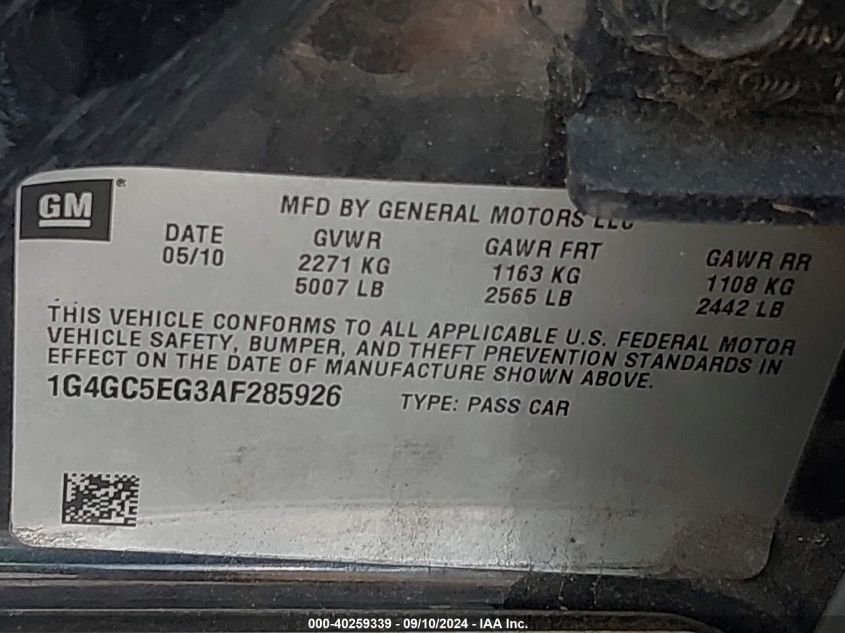 GM ®
MFD BY GENERAL MOTORS LLC
DATE GVWR GAWR FRT GAWR RR
05/10 2271 KG 1163 KG 1108 KG
5007 LB 2565 LB 2442 LB
THIS VEHICLE CONFORMS TO ALL APPLICABLE U.S. FEDERAL MOTOR
VEHICLE SAFETY, BUMPER, AND THEFT PREVENTION STANDARDS IN
EFFECT ON THE DATE OF MANUFACTURE SHOWN ABOVE.
1G4GC5EG3AF285926 TYPE: PASS CAR
000-40259339 - 09/10/2024 - IAA Inc.